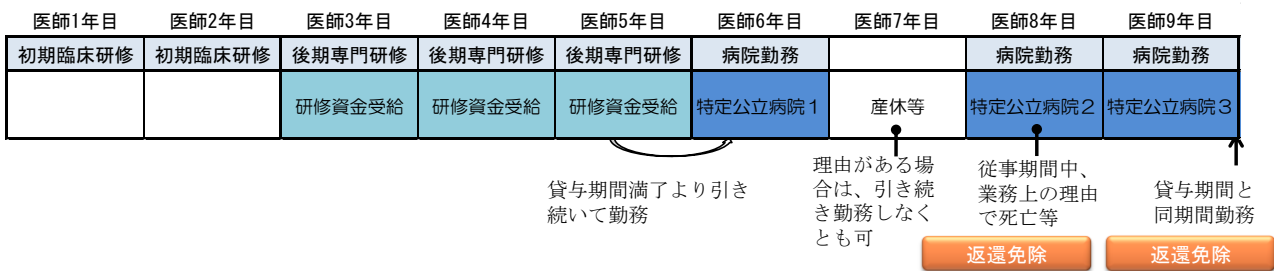 医師1年目 医師2年目 医師3年目 医師4年目 医師5年目 医師6年目 医師7年目 医師8年目 医師9年目
初期臨床研修 初期臨床研修 後期専門研修 後期専門研修 後期専門研修 病院勤務 病院勤務 病院勤務
研修資金受給 研修資金受給 研修資金受給 特定公立病院1 産休等 特定公立病院2 特定公立病院3
貸与期間満了より引き
続いて勤務
理由がある場
合は、引き続
き勤務しなく
とも可
従事期間中、
業務上の理由
で死亡等
貸与期間と
同期間勤務
返還免除 返還免除